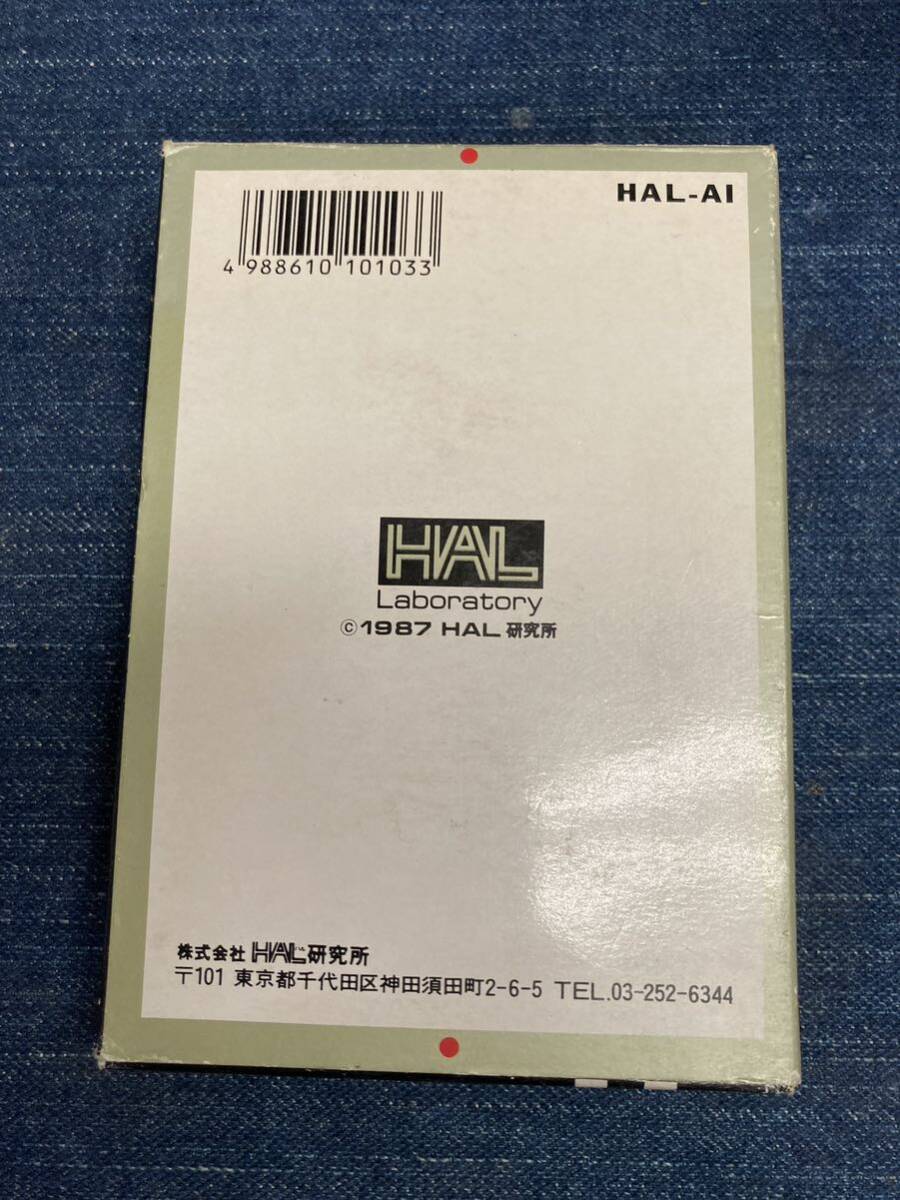 HAL-AI
4 988610 101033
HAL
Laboratory
© 1987 HAL 研究所
株式会社 HAL研究所
〒101 東京都千代田区神田須田町2-6-5 TEL.03-252-6344